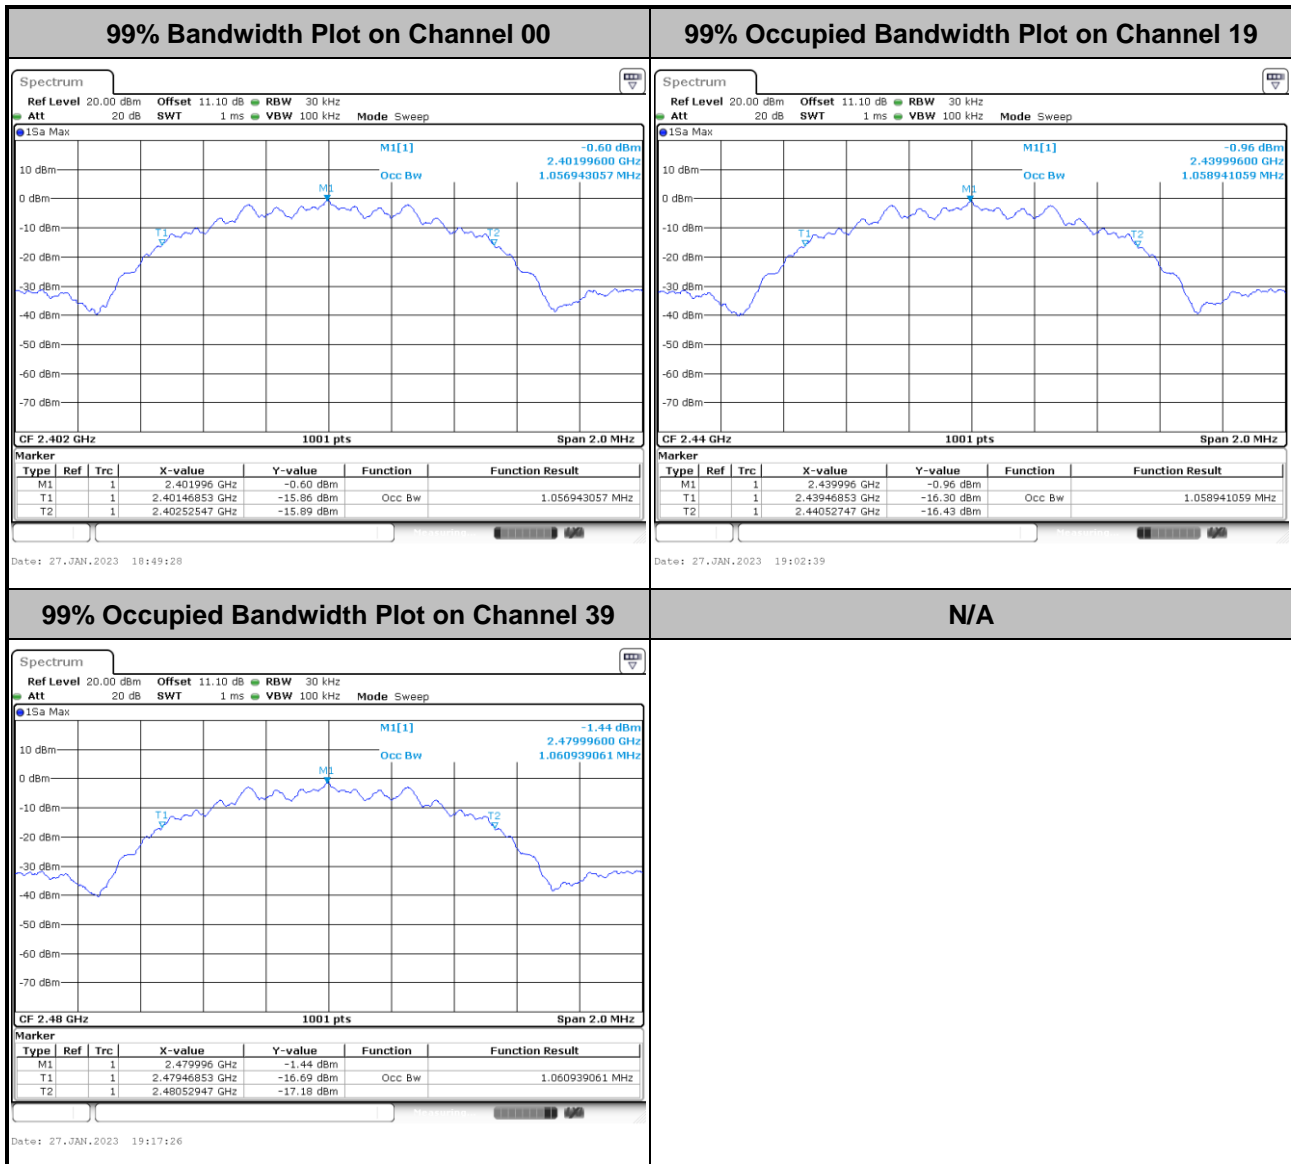 99% Bandwidth Plot on Channel 00
Spectrum
Ref Level 20.00 dBm Offset 11.10 dB RBW 30 kHz
Att 20 dB SWT 1 ms VBW 100 kHz Mode Sweep
1Sa Max
M1[1] -0.60 dBm
2.40199600 GHz
Occ Bw 1.056943057 MHz
10 dBm
0 dBm
M1
-10 dBm
T1 T2
-20 dBm
-30 dBm
-40 dBm
-50 dBm
-60 dBm
-70 dBm
CF 2.402 GHz 1001 pts Span 2.0 MHz
Marker
Type Ref Trc X-value Y-value Function Function Result
M1 1 2.401996 GHz -0.60 dBm
T1 1 2.40146853 GHz -15.86 dBm Occ Bw 1.056943057 MHz
T2 1 2.40252547 GHz -15.89 dBm
Measuring
Date: 27.JAN.2023 18:49:28
99% Occupied Bandwidth Plot on Channel 19
Spectrum
Ref Level 20.00 dBm Offset 11.10 dB RBW 30 kHz
Att 20 dB SWT 1 ms VBW 100 kHz Mode Sweep
1Sa Max
M1[1] -0.96 dBm
2.43999600 GHz
Occ Bw 1.058941059 MHz
10 dBm
0 dBm
M1
-10 dBm
T1 T2
-20 dBm
-30 dBm
-40 dBm
-50 dBm
-60 dBm
-70 dBm
CF 2.44 GHz 1001 pts Span 2.0 MHz
Marker
Type Ref Trc X-value Y-value Function Function Result
M1 1 2.439996 GHz -0.96 dBm
T1 1 2.43946853 GHz -16.30 dBm Occ Bw 1.058941059 MHz
T2 1 2.44052747 GHz -16.43 dBm
Measuring
Date: 27.JAN.2023 19:02:39
99% Occupied Bandwidth Plot on Channel 39
Spectrum
Ref Level 20.00 dBm Offset 11.10 dB RBW 30 kHz
Att 20 dB SWT 1 ms VBW 100 kHz Mode Sweep
1Sa Max
M1[1] -1.44 dBm
2.47999600 GHz
Occ Bw 1.060939061 MHz
10 dBm
0 dBm
M1
-10 dBm
T1 T2
-20 dBm
-30 dBm
-40 dBm
-50 dBm
-60 dBm
-70 dBm
CF 2.48 GHz 1001 pts Span 2.0 MHz
Marker
Type Ref Trc X-value Y-value Function Function Result
M1 1 2.479996 GHz -1.44 dBm
T1 1 2.47946853 GHz -16.69 dBm Occ Bw 1.060939061 MHz
T2 1 2.48052947 GHz -17.18 dBm
Measuring
Date: 27.JAN.2023 19:17:26
N/A